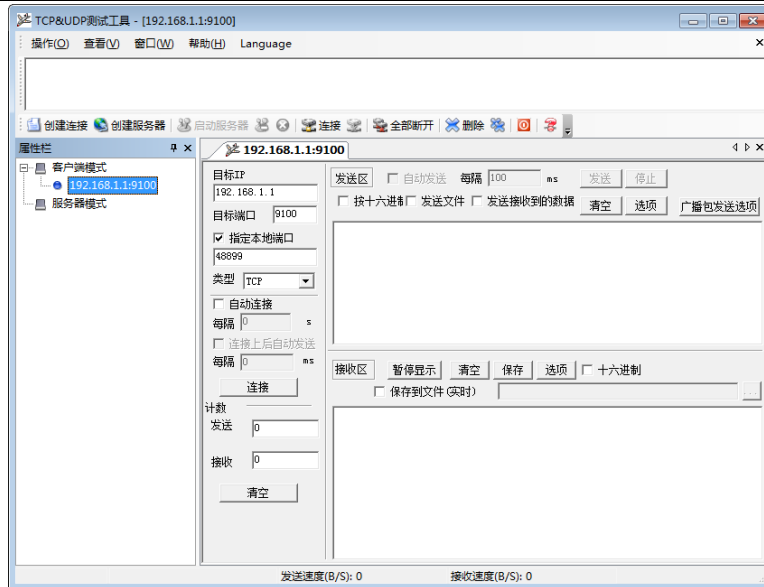 TCP&UDP测试工具 - [192.168.1.1:9100]
操作(O) 查看(V) 窗口(W) 帮助(H) Language
创建连接 创建服务器 启动服务器 连接 全部断开 删除
属性栏
192.168.1.1:9100
客户端模式
192.168.1.1:9100
服务器模式
目标IP
192.168.1.1
目标端口 9100
指定本地端口
48899
类型 TCP
自动连接
每隔 0 s
连接上后自动发送
每隔 0 ms
连接
计数
发送 0
接收 0
清空
发送区 自动发送 每隔 100 ms 发送 停止
按十六进制 发送文件 发送接收到的数据 清空 选项 广播包发送选项
接收区 暂停显示 清空 保存 选项 十六进制
保存到文件(实时) ...
发送速度(B/S): 0 接收速度(B/S): 0